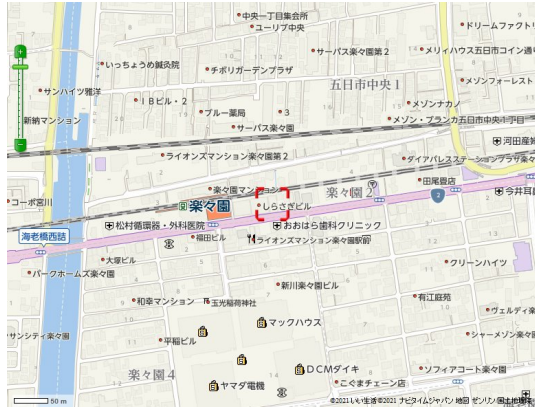 中央一丁目集会所
ユーリプ中央
ドリームファクト
サーパス楽々園第2
メリィハウス五日市コイン通り
いっちょうめ鍼灸院
チボリガーデンプラザ
五日市中央1
サンハイツ雅洋
IBビル・2
メゾンフォーレスト
メゾンナカノ
ブルー薬局
3
新納マンション
メゾン・ブランカ五日市中央一丁目
サーパス楽々園
河田産婦
ライオンズマンション楽々園第2
ダイアパレスステーションプラザ楽々
田尾畳店
楽々園マンション
楽々園2
コーポ宮川
楽々園
しらさぎビル
2
今井耳鼻
松村循環器・外科医院
おおはら歯科クリニック
海老橋西詰
福田ビル
ライオンズマンション楽々園駅前
大塚ビル
クリーンハイツ
パークホームズ楽々園
新川楽々園ビル
和幸マンション
玉光稲荷神社
有江庭苑
マックハウス
ヴェルディ楽
サンシティ楽々園
平稲ビル
シャーメゾン楽々
楽々園4
DCMダイキ
ソフィアコート楽々園
ヤマダ電機
こぐまチェーン店
50 m
©2021 いい生活 ©2021 ナビタイムジャパン 地図 ゼンリン 国土地理